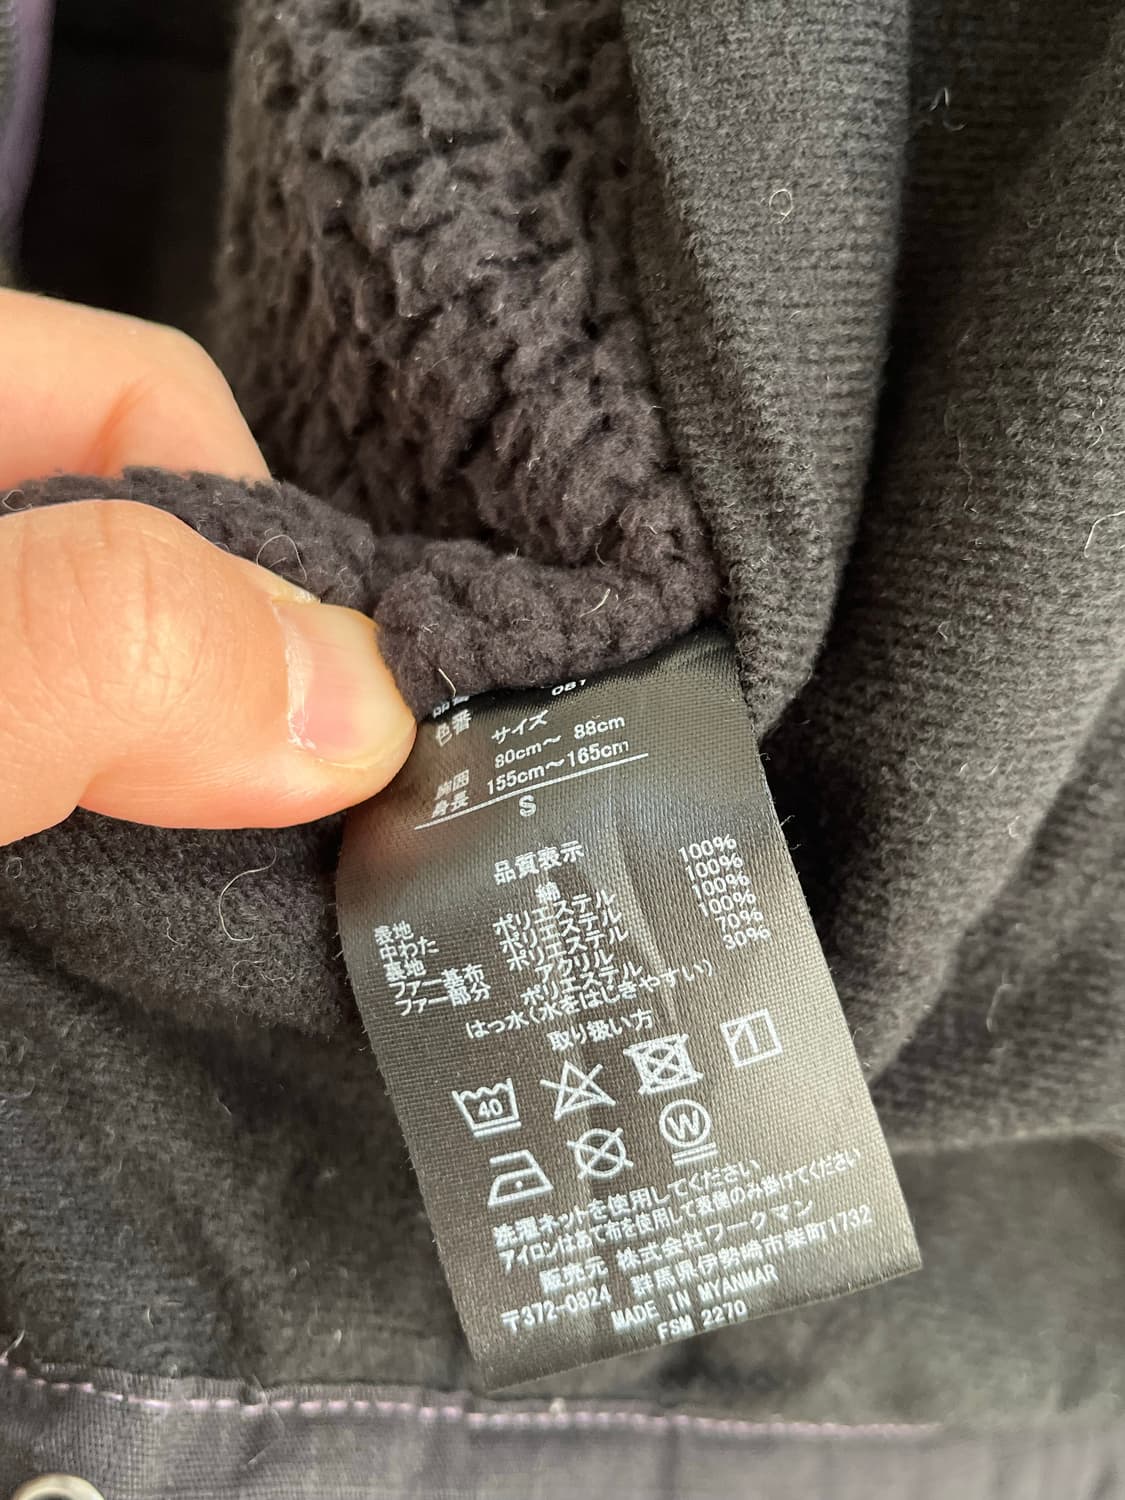 色番 087
サイズ
胸囲 80cm～ 88cm
身長 155cm～165cm
S
品質表示
表地 綿 100%
中わた ポリエステル 100%
裏地 ポリエステル 100%
ファー基布 ポリエステル 100%
ファー部分 アクリル 70%
ポリエステル 30%
はっ水(水をはじきやすい)
取り扱い方
40
W
洗濯ネットを使用してください
アイロンはあて布を使用して裏側のみ掛けてください
販売元 株式会社ワークマン
〒372-0824 群馬県伊勢崎市柴町1732
MADE IN MYANMAR
FSM 2270